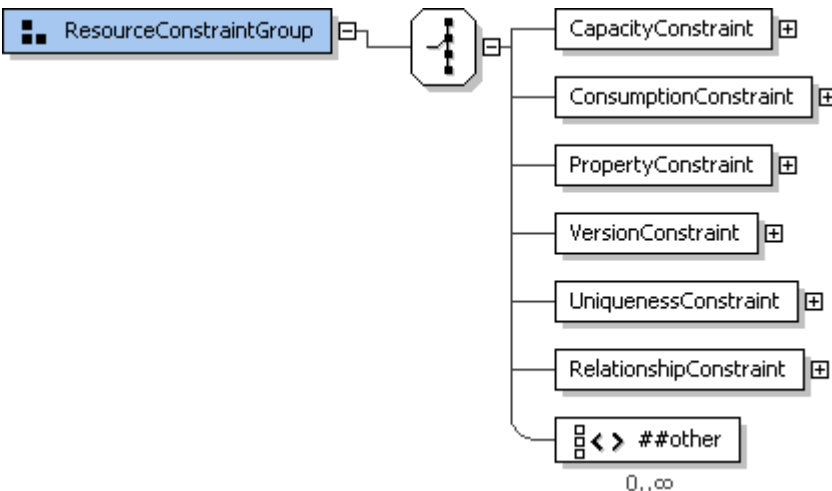 ResourceConstraintGroup
CapacityConstraint
ConsumptionConstraint
PropertyConstraint
VersionConstraint
UniquenessConstraint
RelationshipConstraint
##other
0..∞